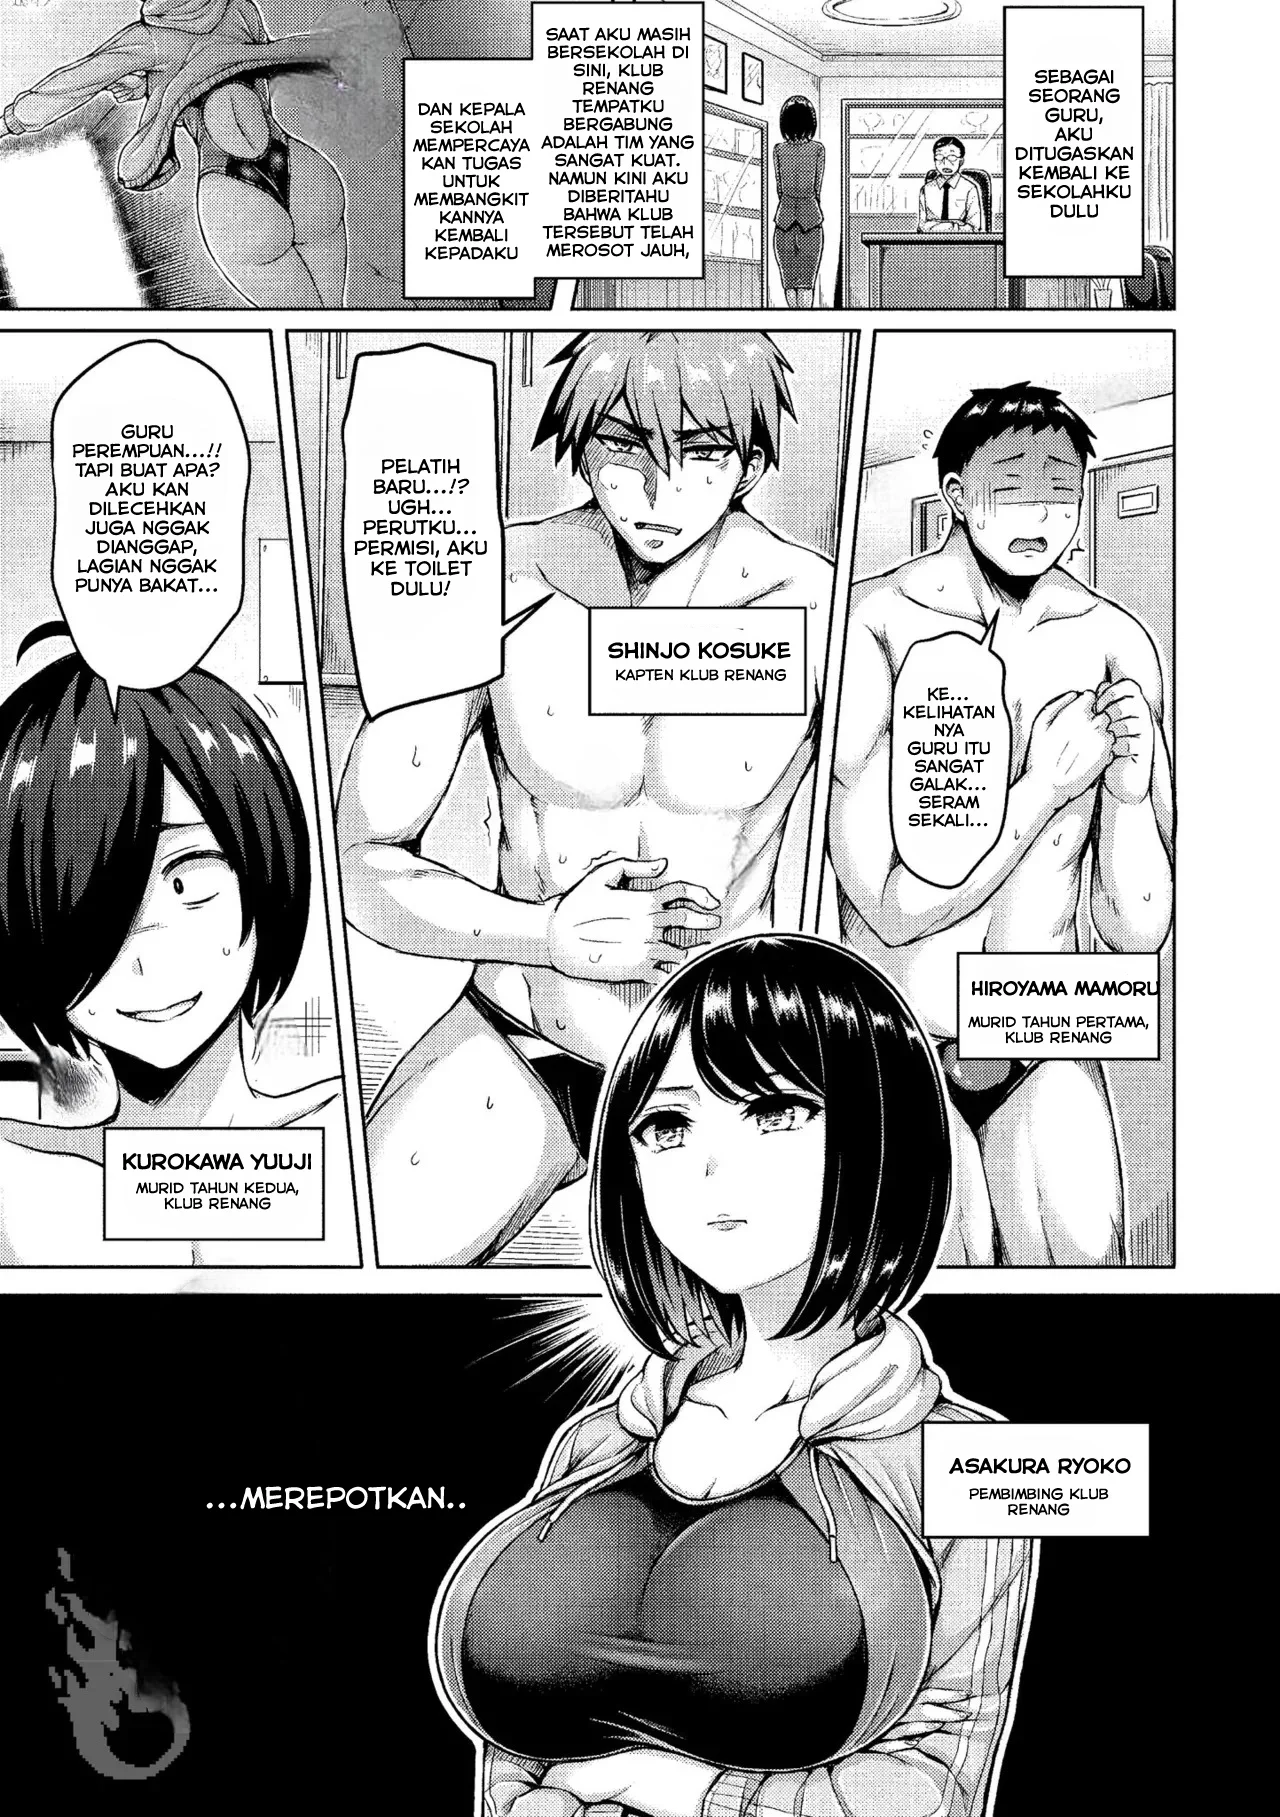 SEBAGAI
SEORANG
GURU,
AKU
DITUGASKAN
KEMBALI KE
SEKOLAHKU
DULU
SAAT AKU MASIH
BERSEKOLAH DI
SINI, KLUB
RENANG
TEMPATKU
BERGABUNG
ADALAH TIM YANG
SANGAT KUAT.
NAMUN KINI AKU
DIBERITAHU
BAHWA KLUB
TERSEBUT TELAH
MEROSOT JAUH,
DAN KEPALA
SEKOLAH
MEMPERCAYA
KAN TUGAS
UNTUK
MEMBANGKIT
KANNYA
KEMBALI
KEPADAKU
KE...
KELIHATAN
NYA
GURU ITU
SANGAT
GALAK...
SERAM
SEKALI...
HIROYAMA MAMORU
MURID TAHUN PERTAMA,
KLUB RENANG
PELATIH
BARU...!?
UGH...
PERUTKU...
PERMISI, AKU
KE TOILET
DULU!
SHINJO KOSUKE
KAPTEN KLUB RENANG
GURU
PEREMPUAN...!!
TAPI BUAT APA?
AKU KAN
DILECEHKAN
JUGA NGGAK
DIANGGAP,
LAGIAN NGGAK
PUNYA BAKAT...
KUROKAWA YUUJI
MURID TAHUN KEDUA,
KLUB RENANG
ASAKURA RYOKO
PEMBIMBING KLUB
RENANG
...MEREPOTKAN..